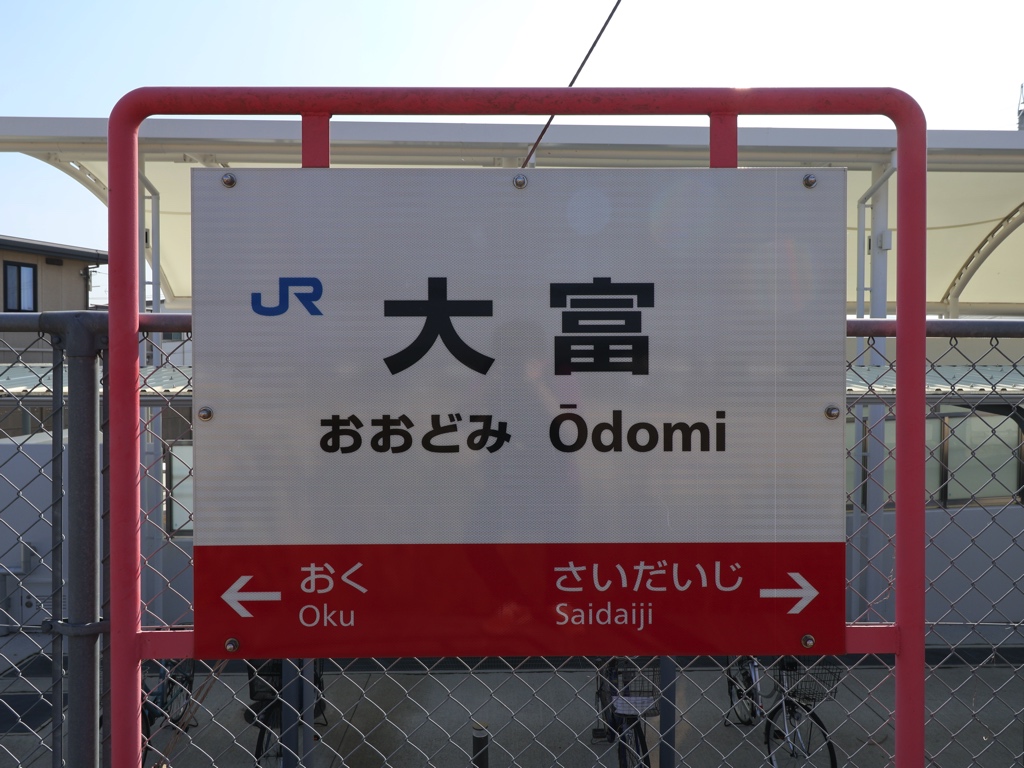 JR 大富
おおどみ Ōdomi
← おく さいだいじ →
Oku Saidaiji